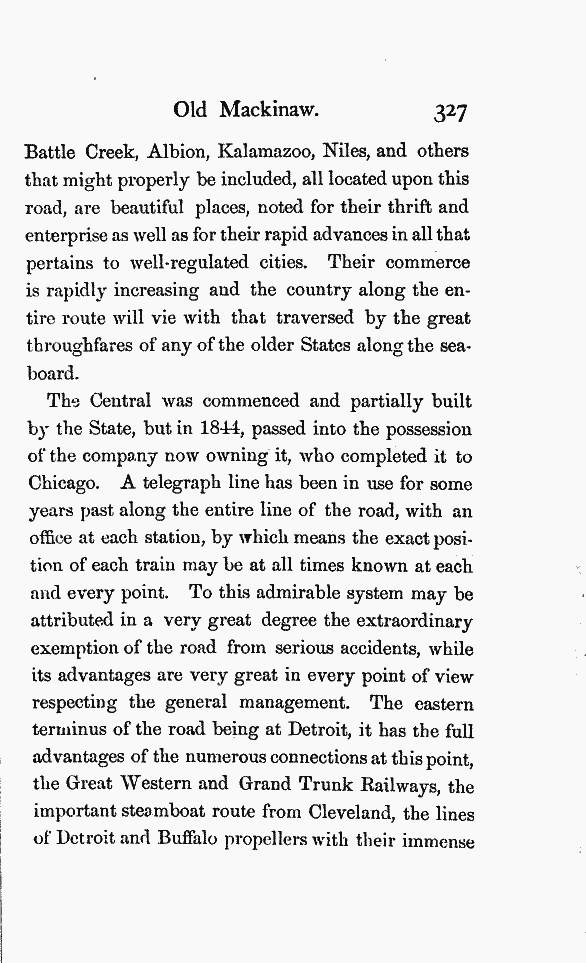 Old Mackinaw. 327
Battle Creek, Albion, Kalamazoo, Niles, and others
that might properly be included, all located upon this
road, are beautiful places, noted for their thrift and
enterprise as well as for their rapid advances in all that
pertains to well-regulated cities. Their commerce
is rapidly increasing and the country along the en-
tire route will vie with that traversed by the great
throughfares of any of the older States along the sea-
board.
The Central was commenced and partially built
by the State, but in 1844, passed into the possession
of the company now owning it, who completed it to
Chicago. A telegraph line has been in use for some
years past along the entire line of the road, with an
office at each station, by which means the exact posi-
tion of each train may be at all times known at each
and every point. To this admirable system may be
attributed in a very great degree the extraordinary
exemption of the road from serious accidents, while
its advantages are very great in every point of view
respecting the general management. The eastern
terminus of the road being at Detroit, it has the full
advantages of the numerous connections at this point,
the Great Western and Grand Trunk Railways, the
important steamboat route from Cleveland, the lines
of Detroit and Buffalo propellers with their immense